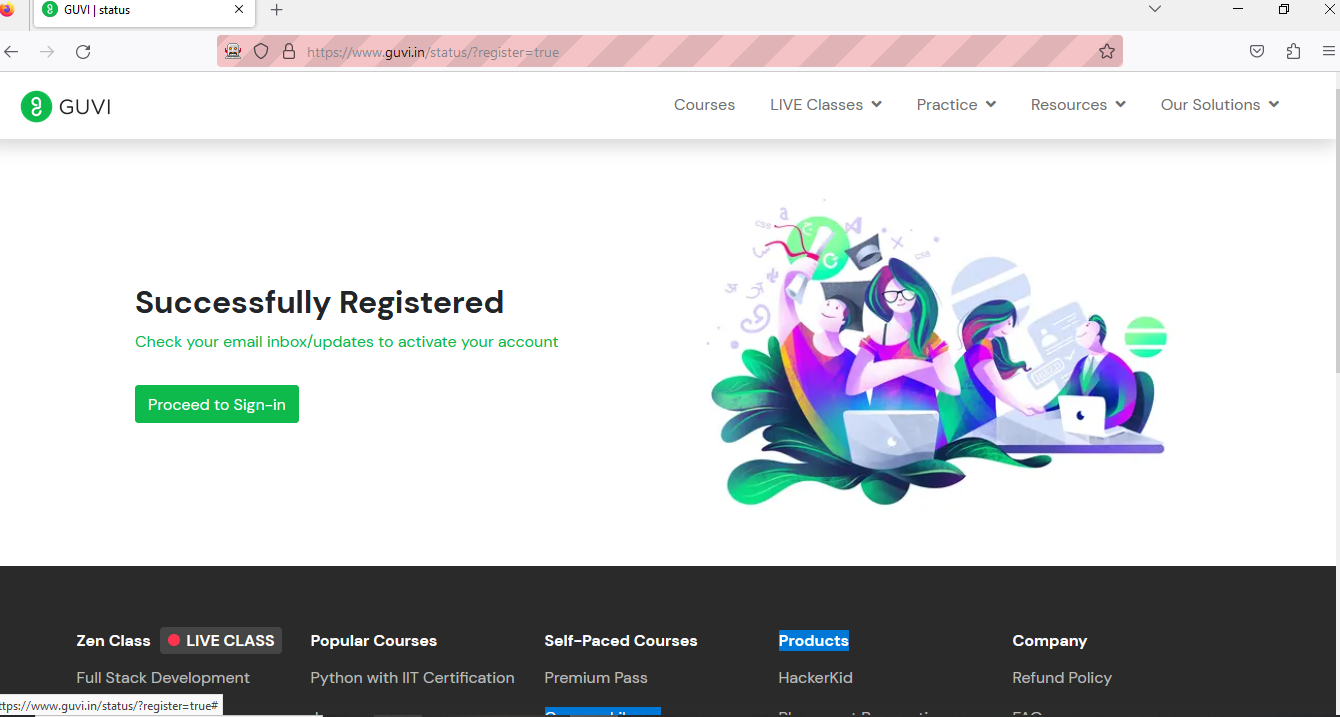 GUVI | status
https://www.guvi.in/status/?register=true
GUVI
Courses
LIVE Classes
Practice
Resources
Our Solutions
Successfully Registered
Check your email inbox/updates to activate your account
Proceed to Sign-in
Zen Class
LIVE CLASS
Popular Courses
Self-Paced Courses
Products
Company
Full Stack Development
Python with IIT Certification
Premium Pass
HackerKid
Refund Policy
ttps://www.guvi.in/status/?register=true#